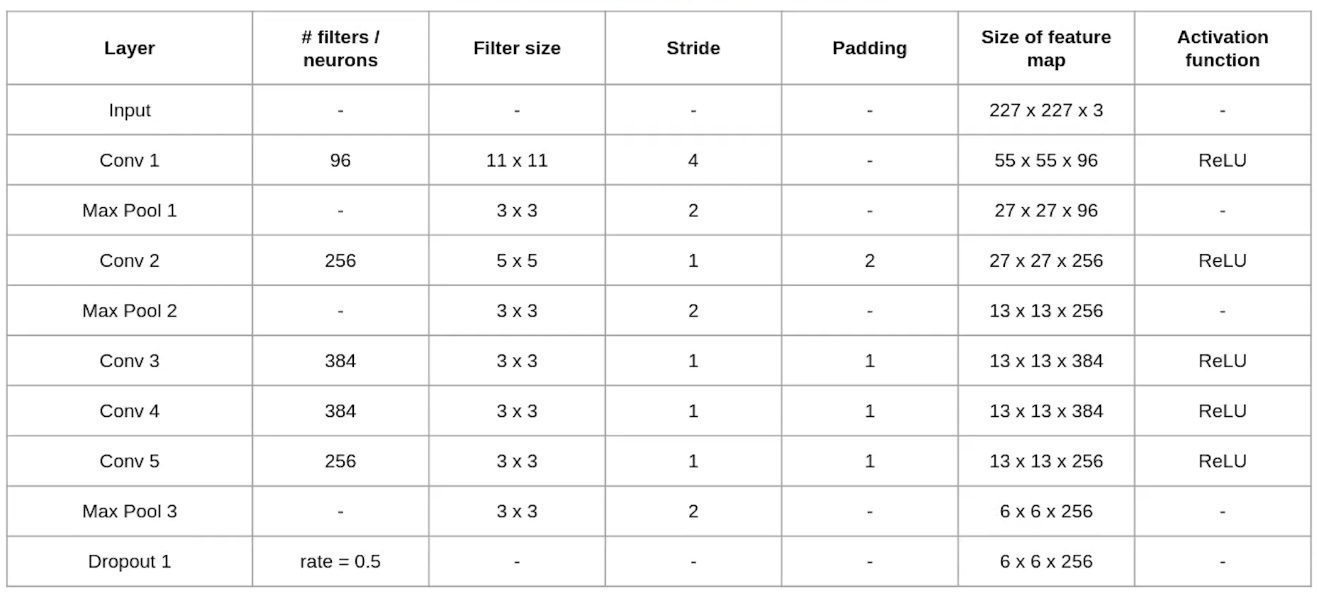 Layer # filters / neurons Filter size Stride Padding Size of feature map Activation function
Input - - - - 227 x 227 x 3 -
Conv 1 96 11 x 11 4 - 55 x 55 x 96 ReLU
Max Pool 1 - 3 x 3 2 - 27 x 27 x 96 -
Conv 2 256 5 x 5 1 2 27 x 27 x 256 ReLU
Max Pool 2 - 3 x 3 2 - 13 x 13 x 256 -
Conv 3 384 3 x 3 1 1 13 x 13 x 384 ReLU
Conv 4 384 3 x 3 1 1 13 x 13 x 384 ReLU
Conv 5 256 3 x 3 1 1 13 x 13 x 256 ReLU
Max Pool 3 - 3 x 3 2 - 6 x 6 x 256 -
Dropout 1 rate = 0.5 - - - 6 x 6 x 256 -